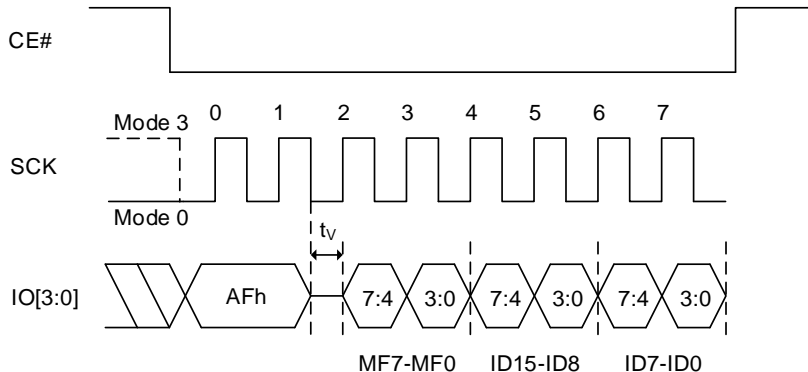 CE#
0 1 2 3 4 5 6 7
Mode 3
SCK
Mode 0
tV
IO[3:0] AFh 7:4 3:0 7:4 3:0 7:4 3:0
MF7-MF0 ID15-ID8 ID7-ID0